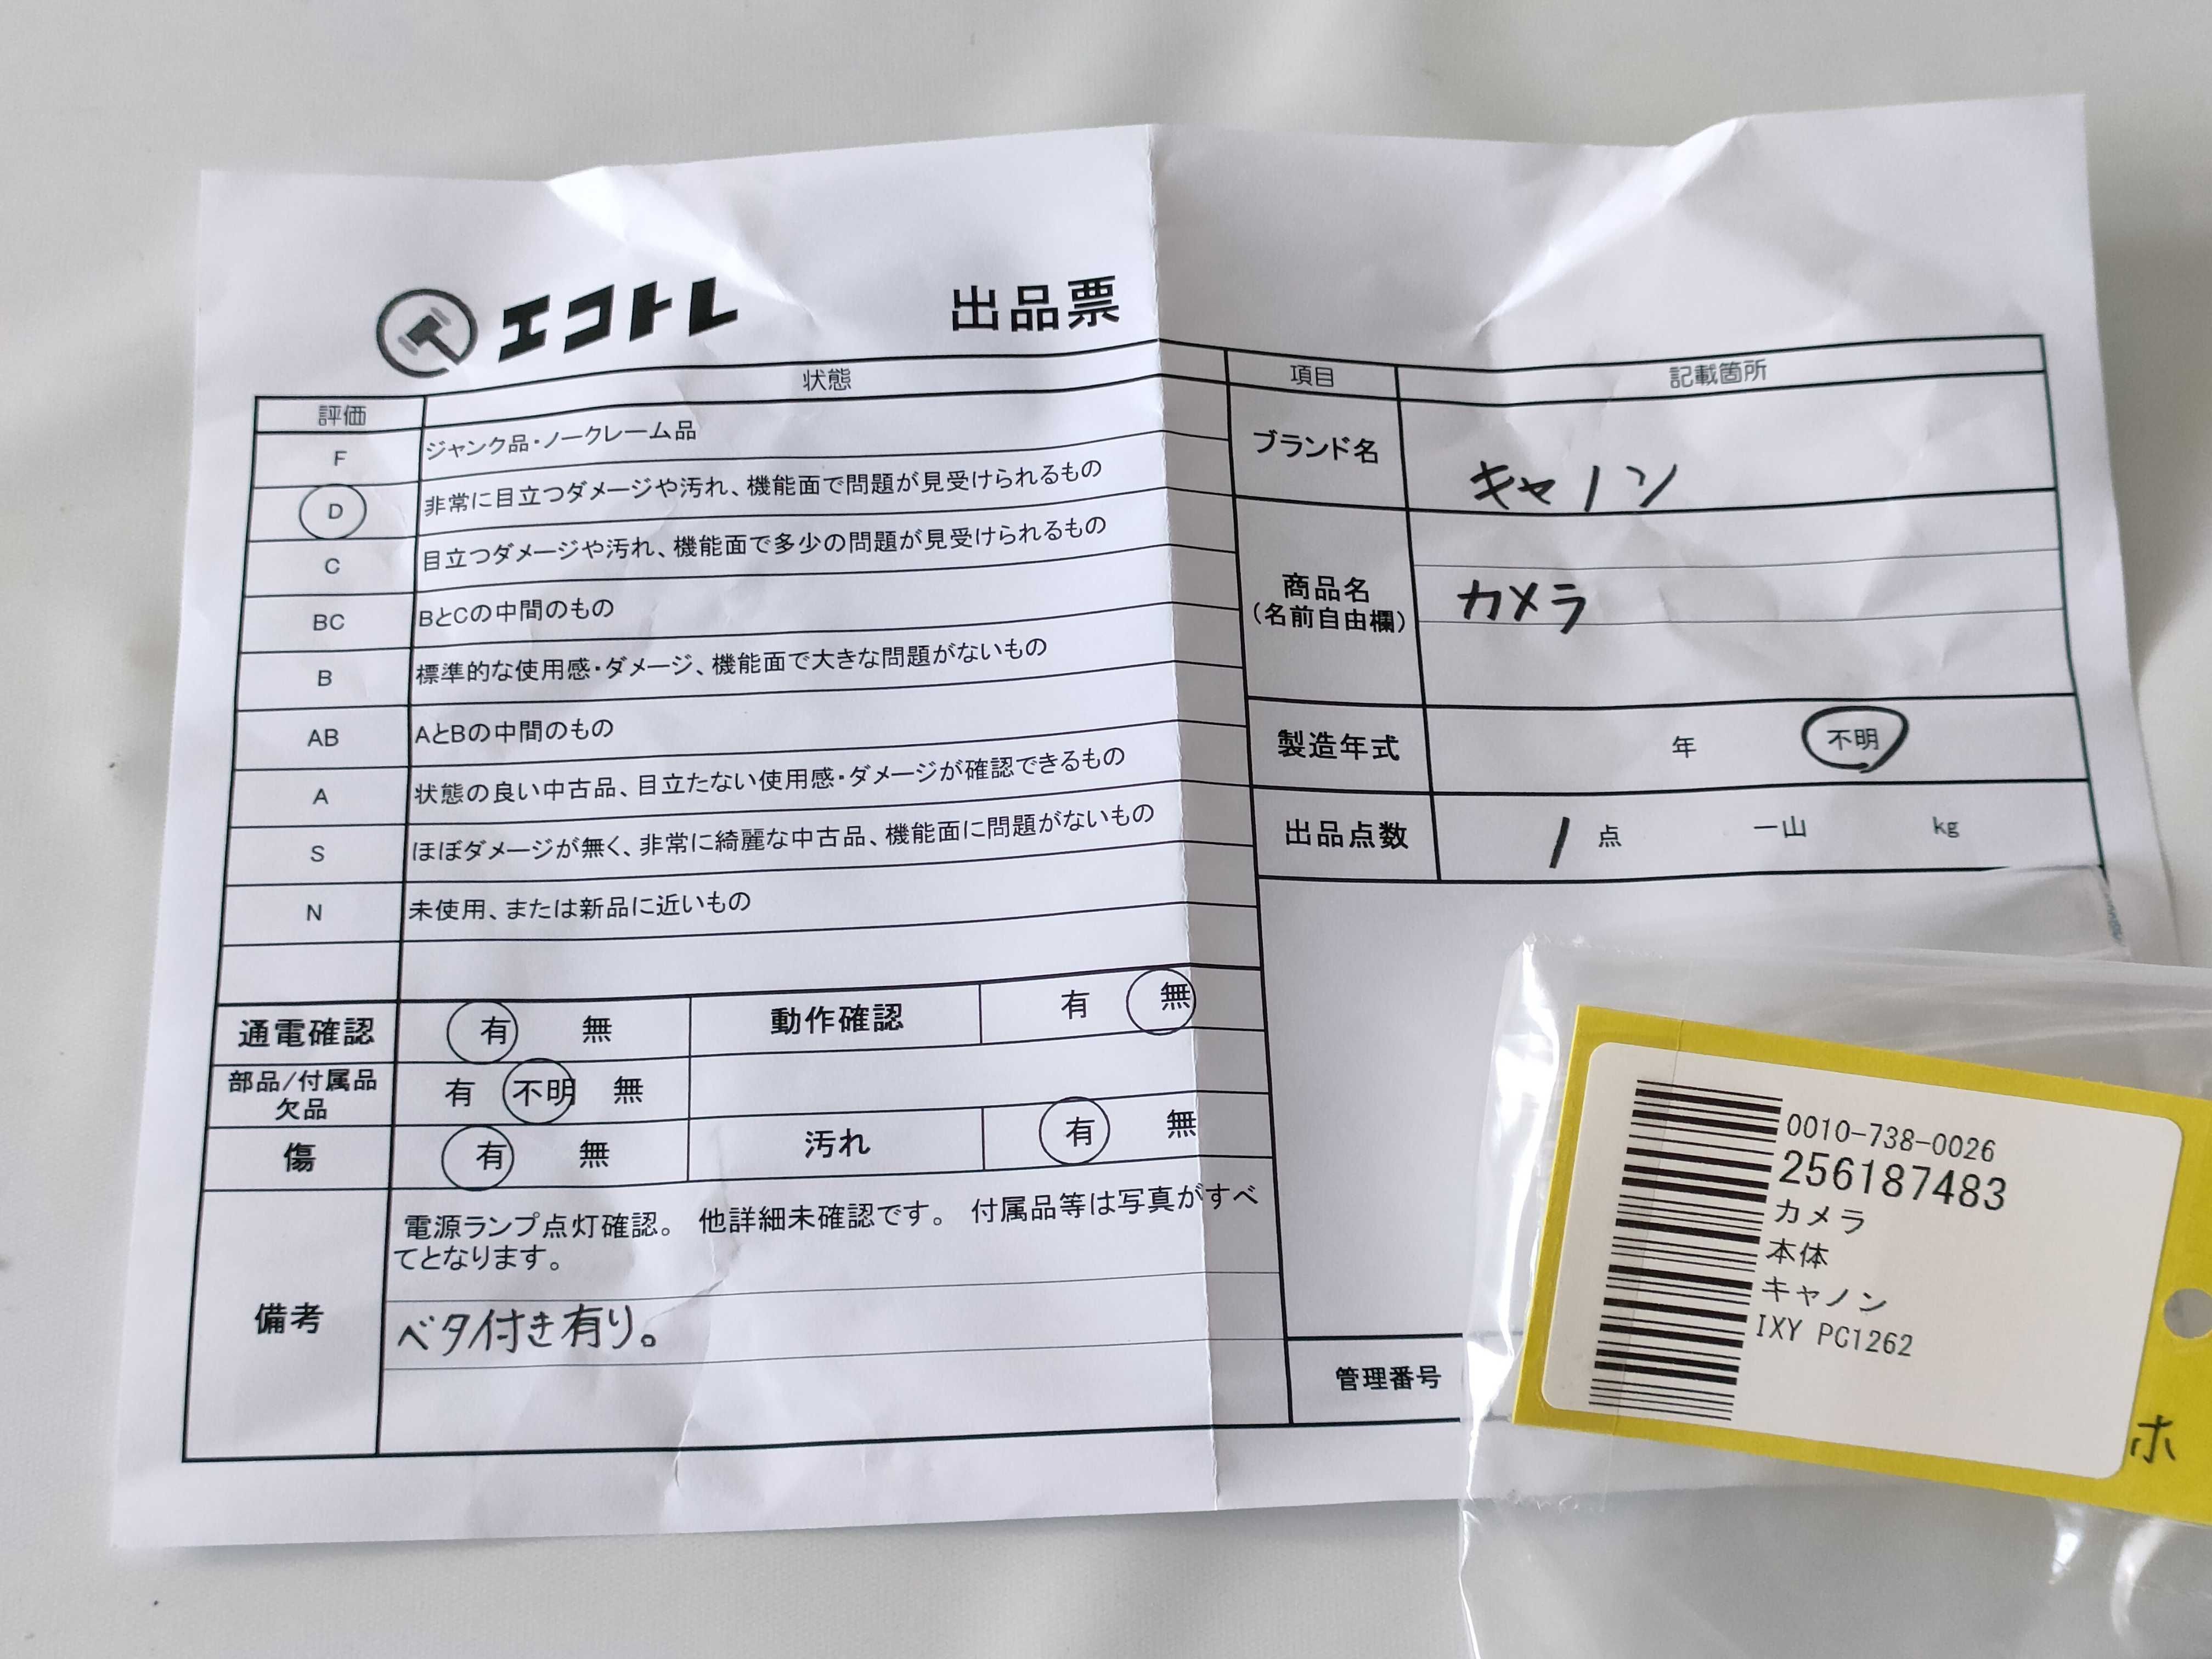 エコトレ
出品票
評価 状態
F ジャンク品・ノークレーム品
D 非常に目立つダメージや汚れ、機能面で問題が見受けられるもの
C 目立つダメージや汚れ、機能面で多少の問題が見受けられるもの
BC BとCの中間のもの
B 標準的な使用感・ダメージ、機能面で大きな問題がないもの
AB AとBの中間のもの
A 状態の良い中古品、目立たない使用感・ダメージが確認できるもの
S ほぼダメージが無く、非常に綺麗な中古品、機能面に問題がないもの
N 未使用、または新品に近いもの
通電確認 有 無 動作確認 有 無
部品/付属品
欠品
有 不明 無
傷 有 無 汚れ 有 無
備考
電源ランプ点灯確認。 他詳細未確認です。 付属品等は写真がすべ
てとなります。
ベタ付き有り。
項目 記載箇所
ブランド名 キャノン
商品名
(名前自由欄)
カメラ
製造年式 年 不明
出品点数 1 点 一山 kg
管理番号
0010-738-0026
256187483
カメラ
本体
キャノン
IXY PC1262
ホ